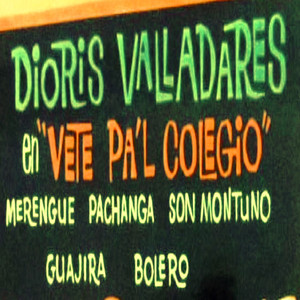 DIORIS VALLADARES
en "VETE PA'L COLEGIO"
MERENGUE PACHANGA SON MONTUNO
GUAJIRA BOLERO